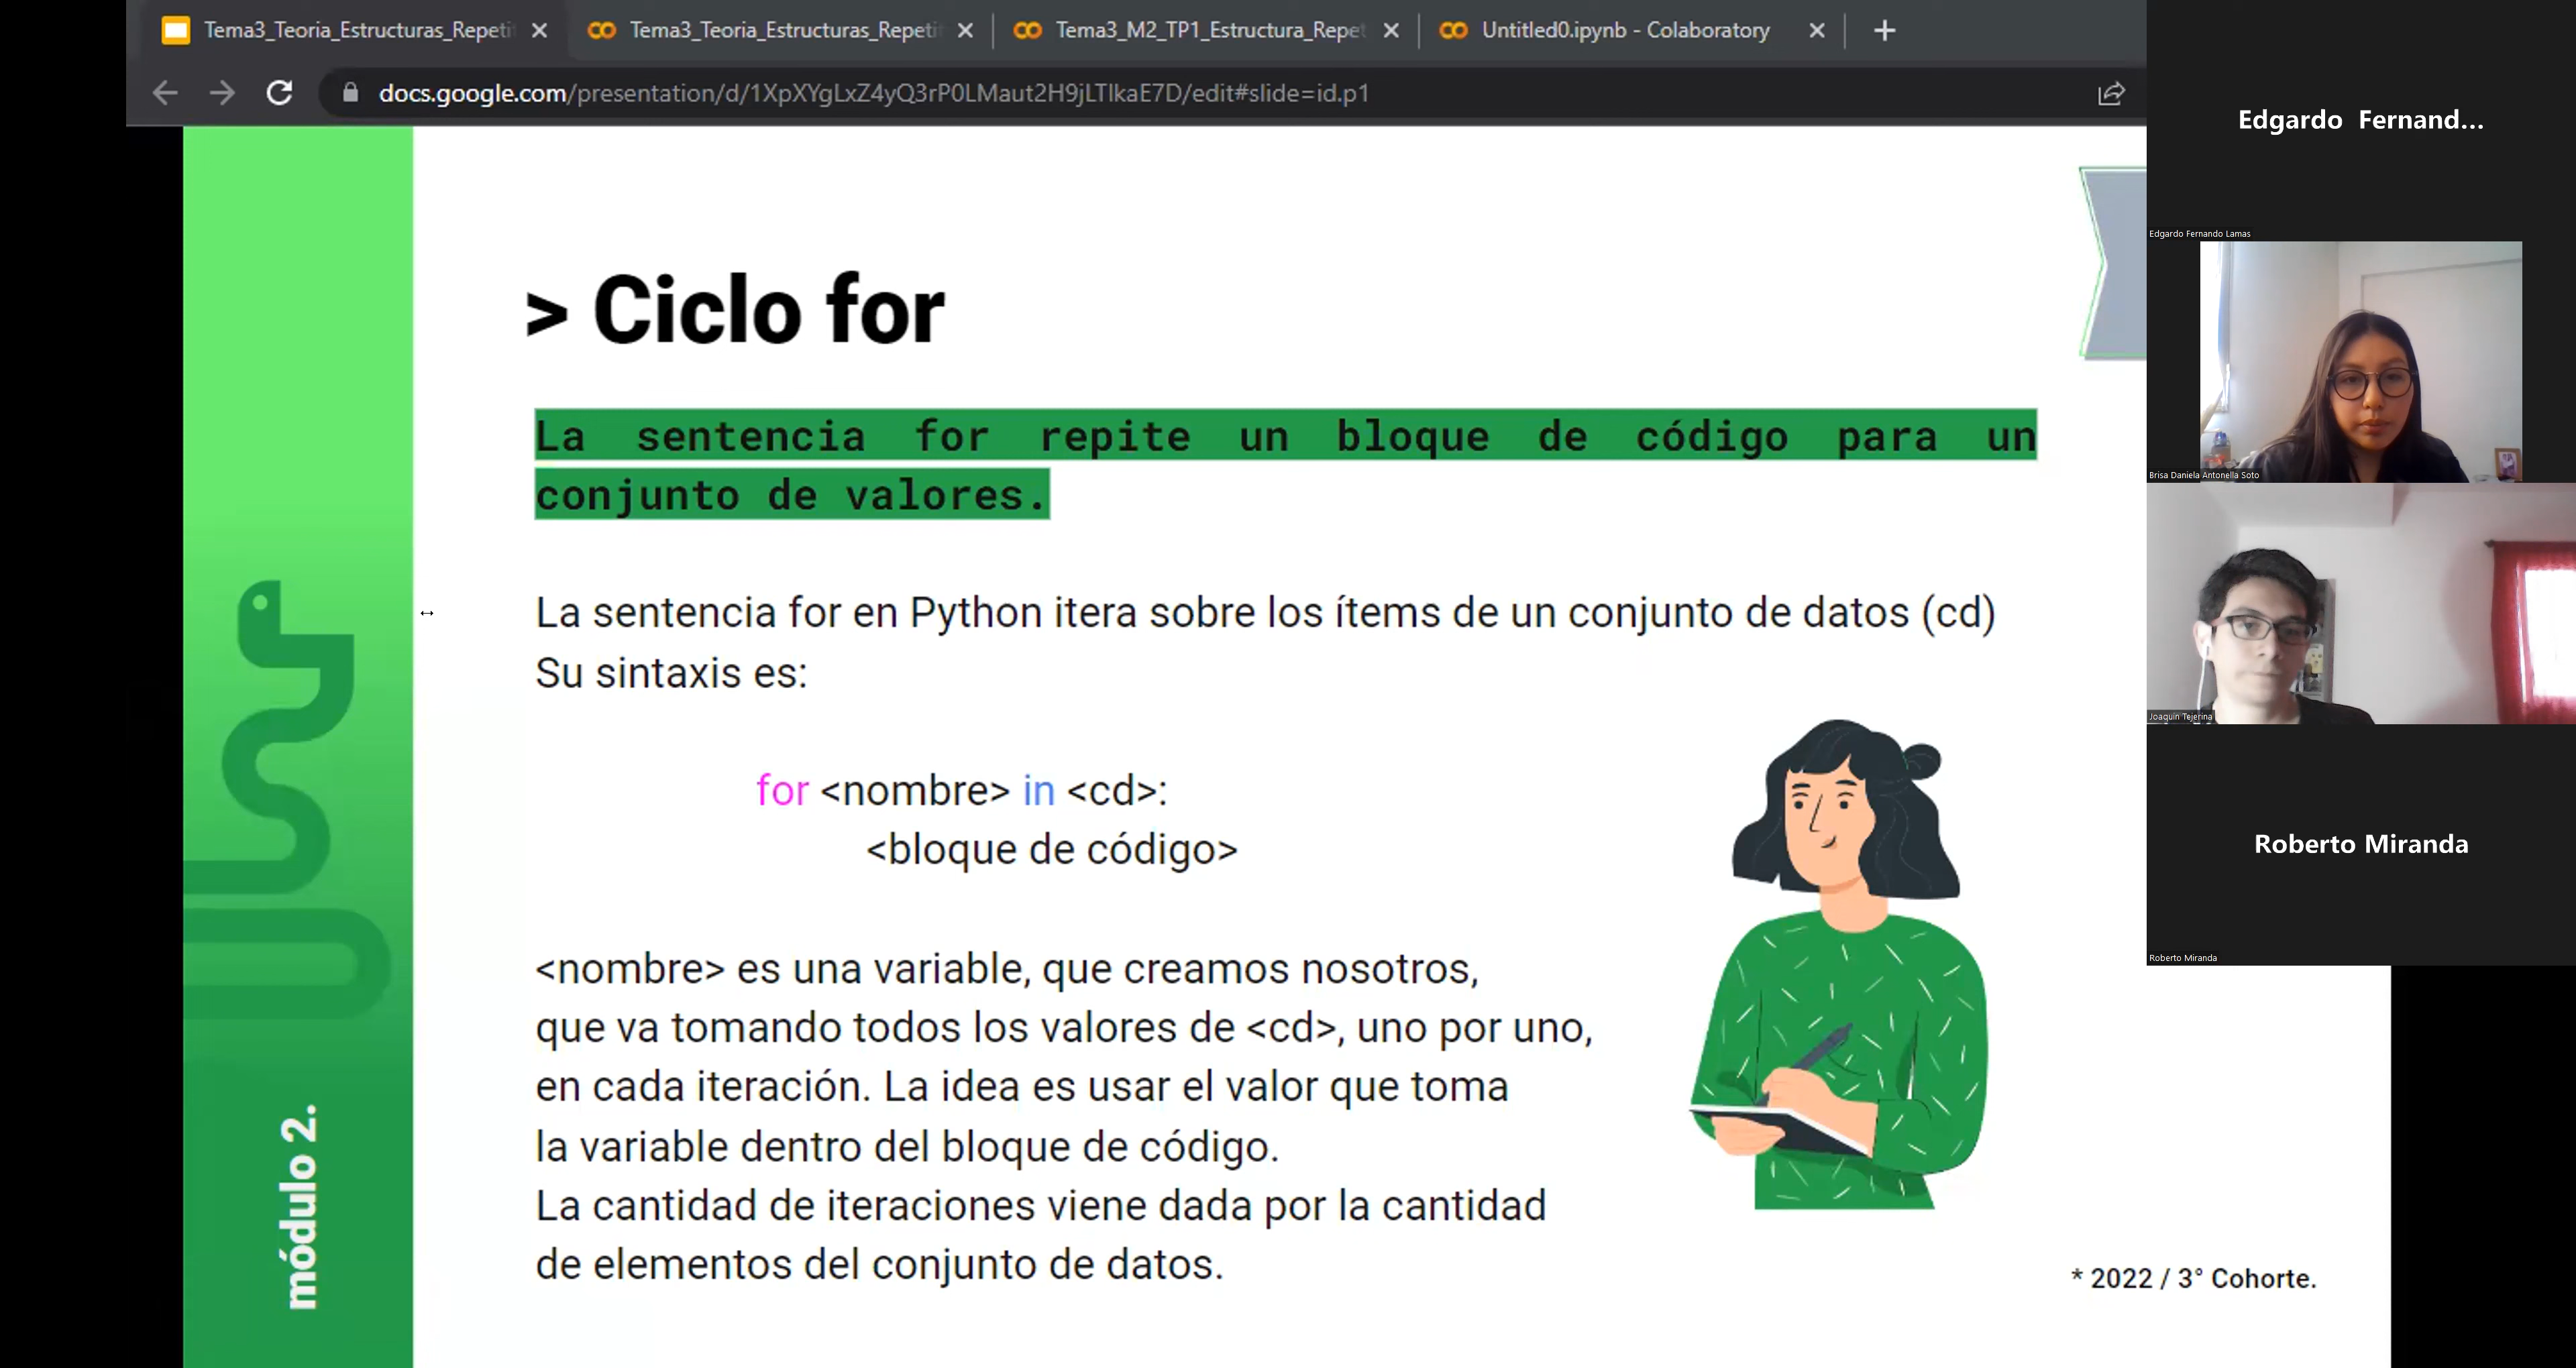 Tema3_Teoria_Estructuras_Repeti
Tema3_Teoria_Estructuras_Repeti
Tema3_M2_TP1_Estructura_Repet
Untitled0.ipynb - Colaboratory
docs.google.com/presentation/d/1XpXYgLxZ4yQ3rP0LMaut2H9jLTlkaE7D/edit#slide=id.p1
> Ciclo for
La sentencia for repite un bloque de código para un
conjunto de valores.
La sentencia for en Python itera sobre los ítems de un conjunto de datos (cd)
Su sintaxis es:
for <nombre> in <cd>:
<bloque de código>
<nombre> es una variable, que creamos nosotros,
que va tomando todos los valores de <cd>, uno por uno,
en cada iteración. La idea es usar el valor que toma
la variable dentro del bloque de código.
La cantidad de iteraciones viene dada por la cantidad
de elementos del conjunto de datos.
módulo 2.
* 2022 / 3° Cohorte.
Edgardo Fernand...
Edgardo Fernando Lamas
Brisa Daniela Antonella Soto
Joaquín Tejerina
Roberto Miranda
Roberto Miranda